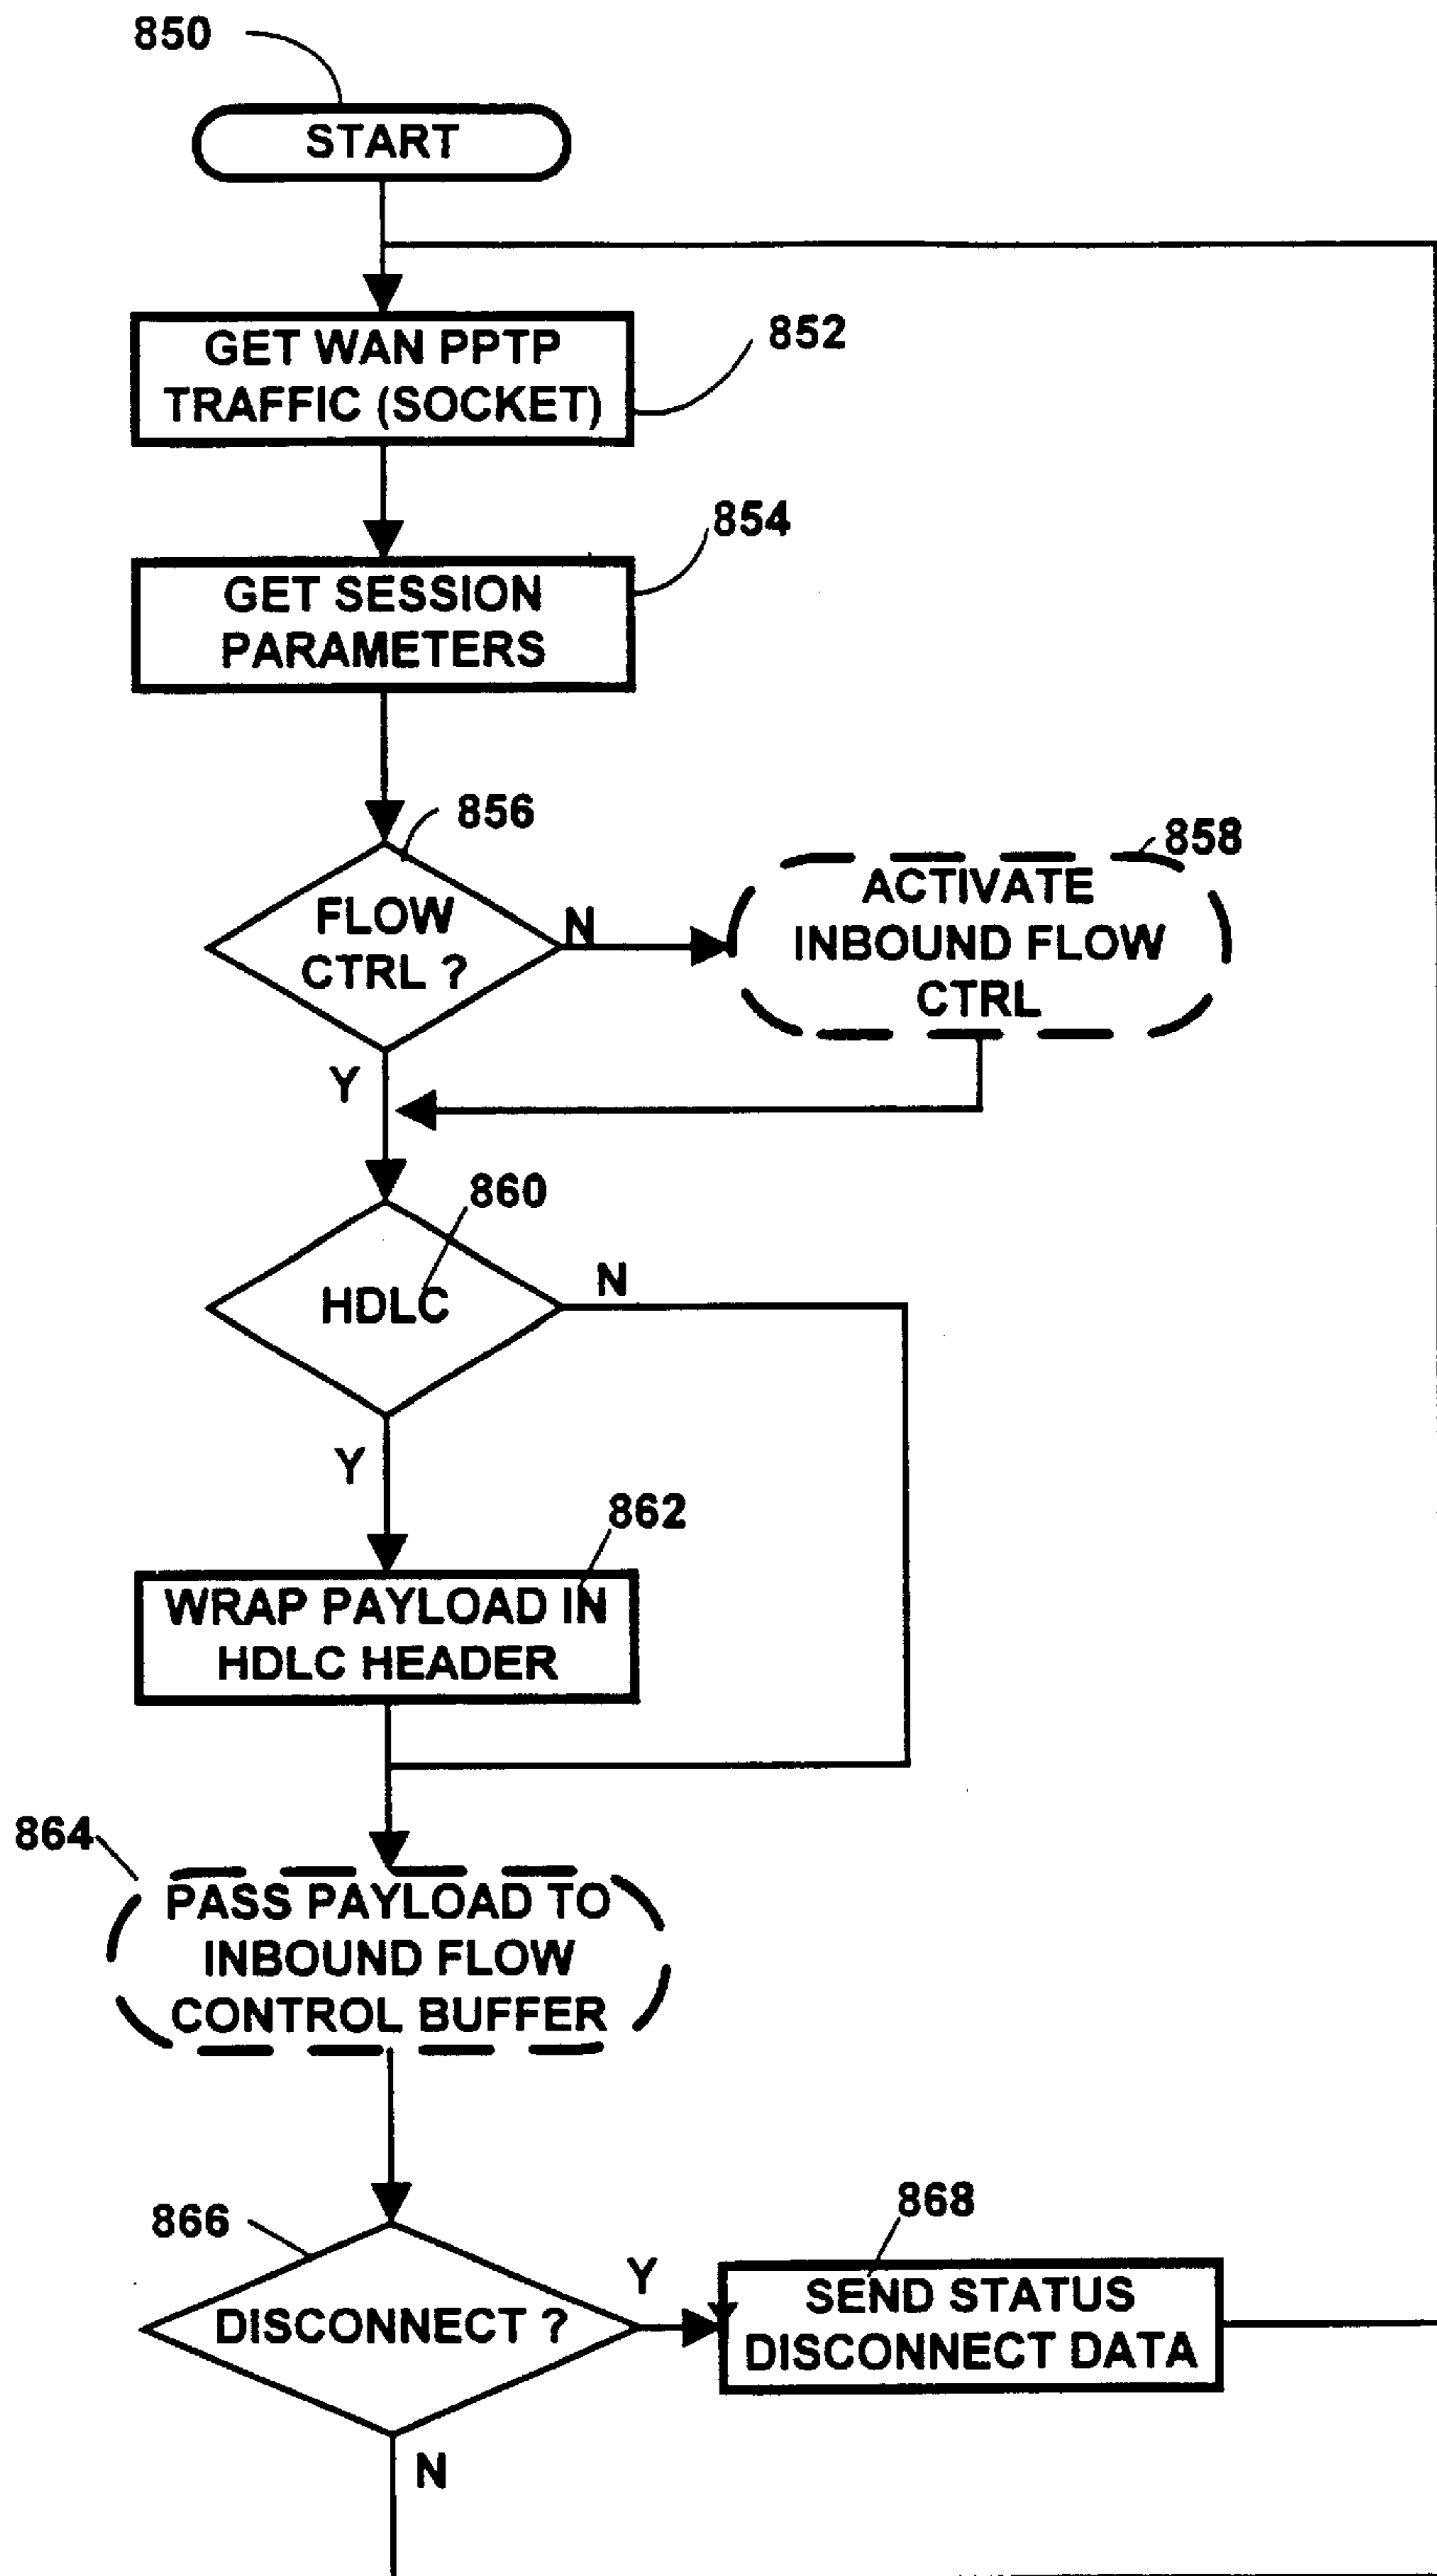 850
START
GET WAN PPTP
TRAFFIC (SOCKET)
852
854
GET SESSION
PARAMETERS
856
FLOW
CTRL ?
N
858
ACTIVATE
INBOUND FLOW
CTRL
Y
860
HDLC
N
Y
862
WRAP PAYLOAD IN
HDLC HEADER
864
PASS PAYLOAD TO
INBOUND FLOW
CONTROL BUFFER
866
DISCONNECT ?
Y
868
SEND STATUS
DISCONNECT DATA
N